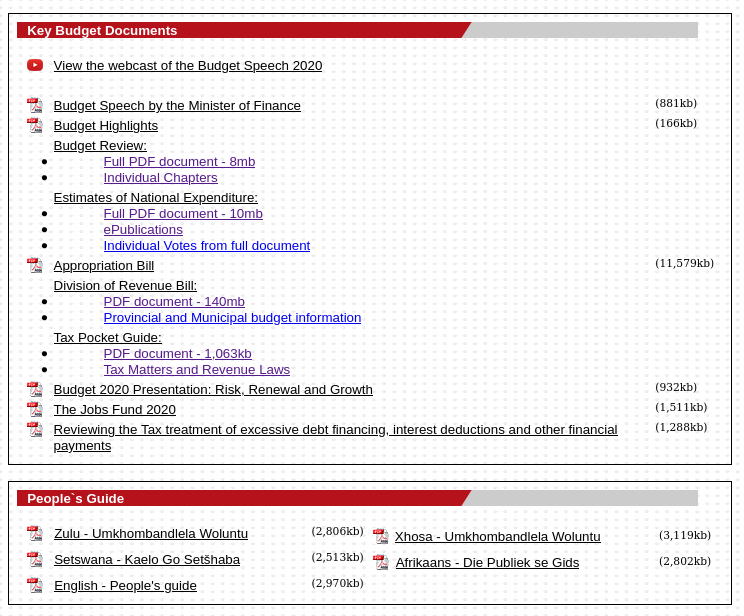 Key Budget Documents
View the webcast of the Budget Speech 2020
Budget Speech by the Minister of Finance (881kb)
Budget Highlights (166kb)
Budget Review:
Full PDF document - 8mb
Individual Chapters
Estimates of National Expenditure:
Full PDF document - 10mb
ePublications
Individual Votes from full document
Appropriation Bill (11,579kb)
Division of Revenue Bill:
PDF document - 140mb
Provincial and Municipal budget information
Tax Pocket Guide:
PDF document - 1,063kb
Tax Matters and Revenue Laws
Budget 2020 Presentation: Risk, Renewal and Growth (932kb)
The Jobs Fund 2020 (1,511kb)
Reviewing the Tax treatment of excessive debt financing, interest deductions and other financial (1,288kb)
payments
People`s Guide
Zulu - Umkhombandlela Woluntu (2,806kb) Xhosa - Umkhombandlela Woluntu (3,119kb)
Setswana - Kaelo Go Setšhaba (2,513kb) Afrikaans - Die Publiek se Gids (2,802kb)
English - People's guide (2,970kb)